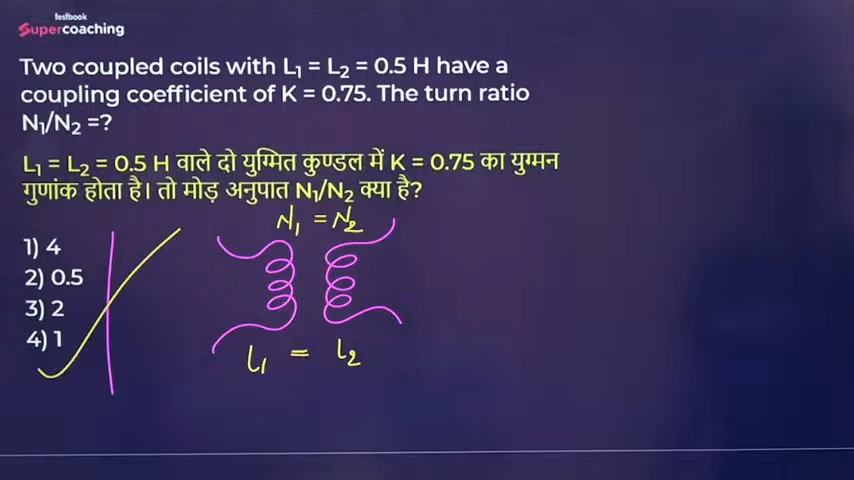 testbook
Supercoaching
Two coupled coils with L₁ = L₂ = 0.5 H have a
coupling coefficient of K = 0.75. The turn ratio
N₁/N₂ =?
L₁ = L₂ = 0.5 H वाले दो युग्मित कुण्डल में K = 0.75 का युग्मन
गुणांक होता है। तो मोड़ अनुपात N₁/N₂ क्या है?
N₁ = N₂
1) 4
2) 0.5
3) 2
4) 1
L₁ = L₂